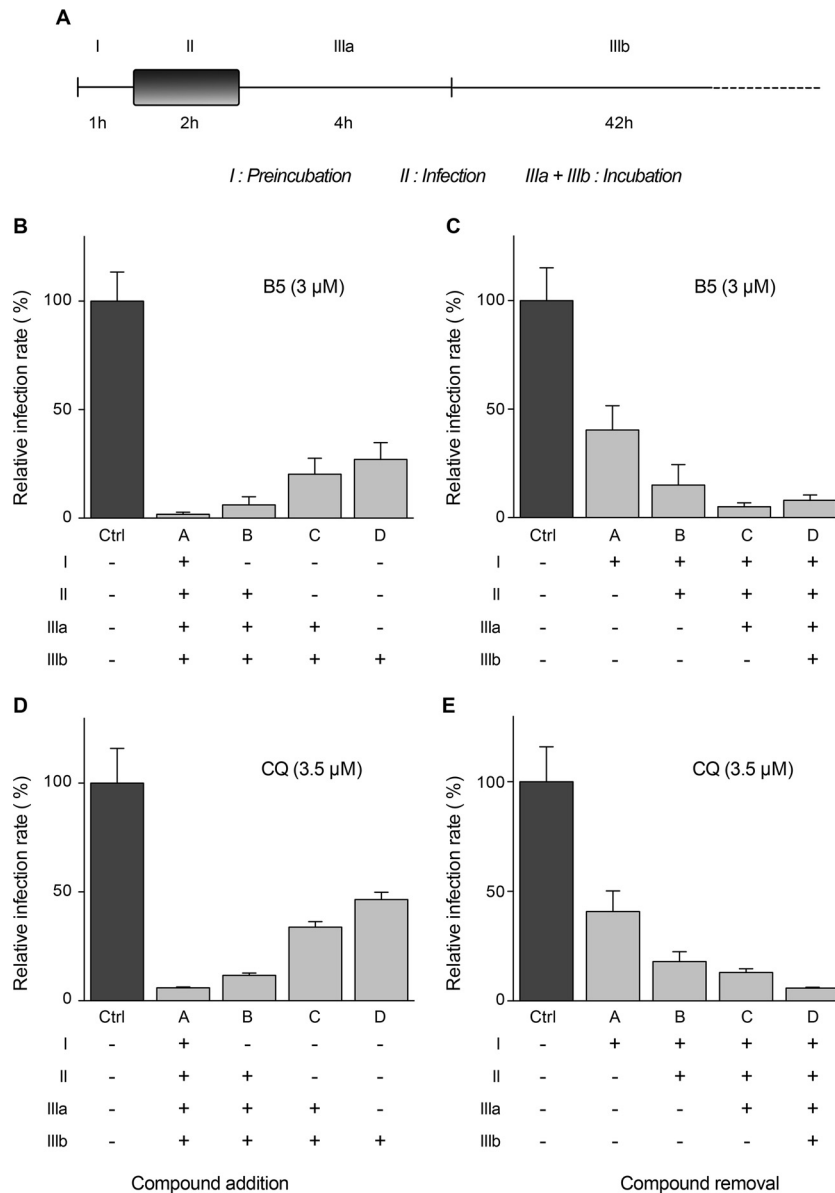 A
I II IIIa IIIb
1h 2h 4h 42h
I : Preincubation II : Infection IIIa + IIIb : Incubation
B
B5 (3 µM)
Relative infection rate ( %)
100
50
0
Ctrl A B C D
I - + - - -
II - + + - -
IIIa - + + + -
IIIb - + + + +
C
B5 (3 µM)
Relative infection rate ( %)
100
50
0
Ctrl A B C D
I - + + + +
II - - + + +
IIIa - - - + +
IIIb - - - - +
D
CQ (3.5 µM)
Relative infection rate ( %)
100
50
0
Ctrl A B C D
I - + - - -
II - + + - -
IIIa - + + + -
IIIb - + + + +
Compound addition
E
CQ (3.5 µM)
Relative infection rate ( %)
100
50
0
Ctrl A B C D
I - + + + +
II - - + + +
IIIa - - - + +
IIIb - - - - +
Compound removal